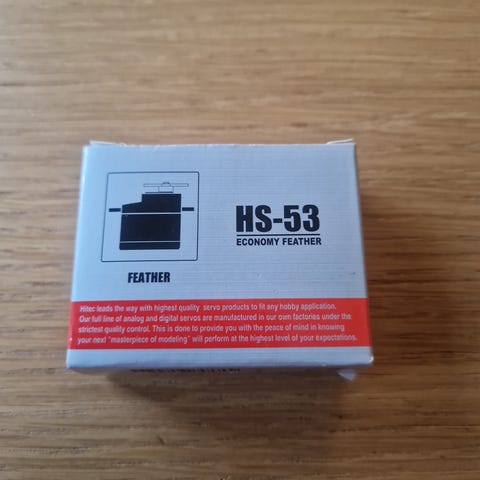 HS-53
ECONOMY FEATHER
FEATHER
Hitec leads the way with highest quality servo products to fit any hobby application.
Our full line of analog and digital servos are manufactured in our own factories under the
strictest quality control. This is done to provide you with the peace of mind in knowing
your next "masterpiece of modeling" will perform at the highest level of your expectations.